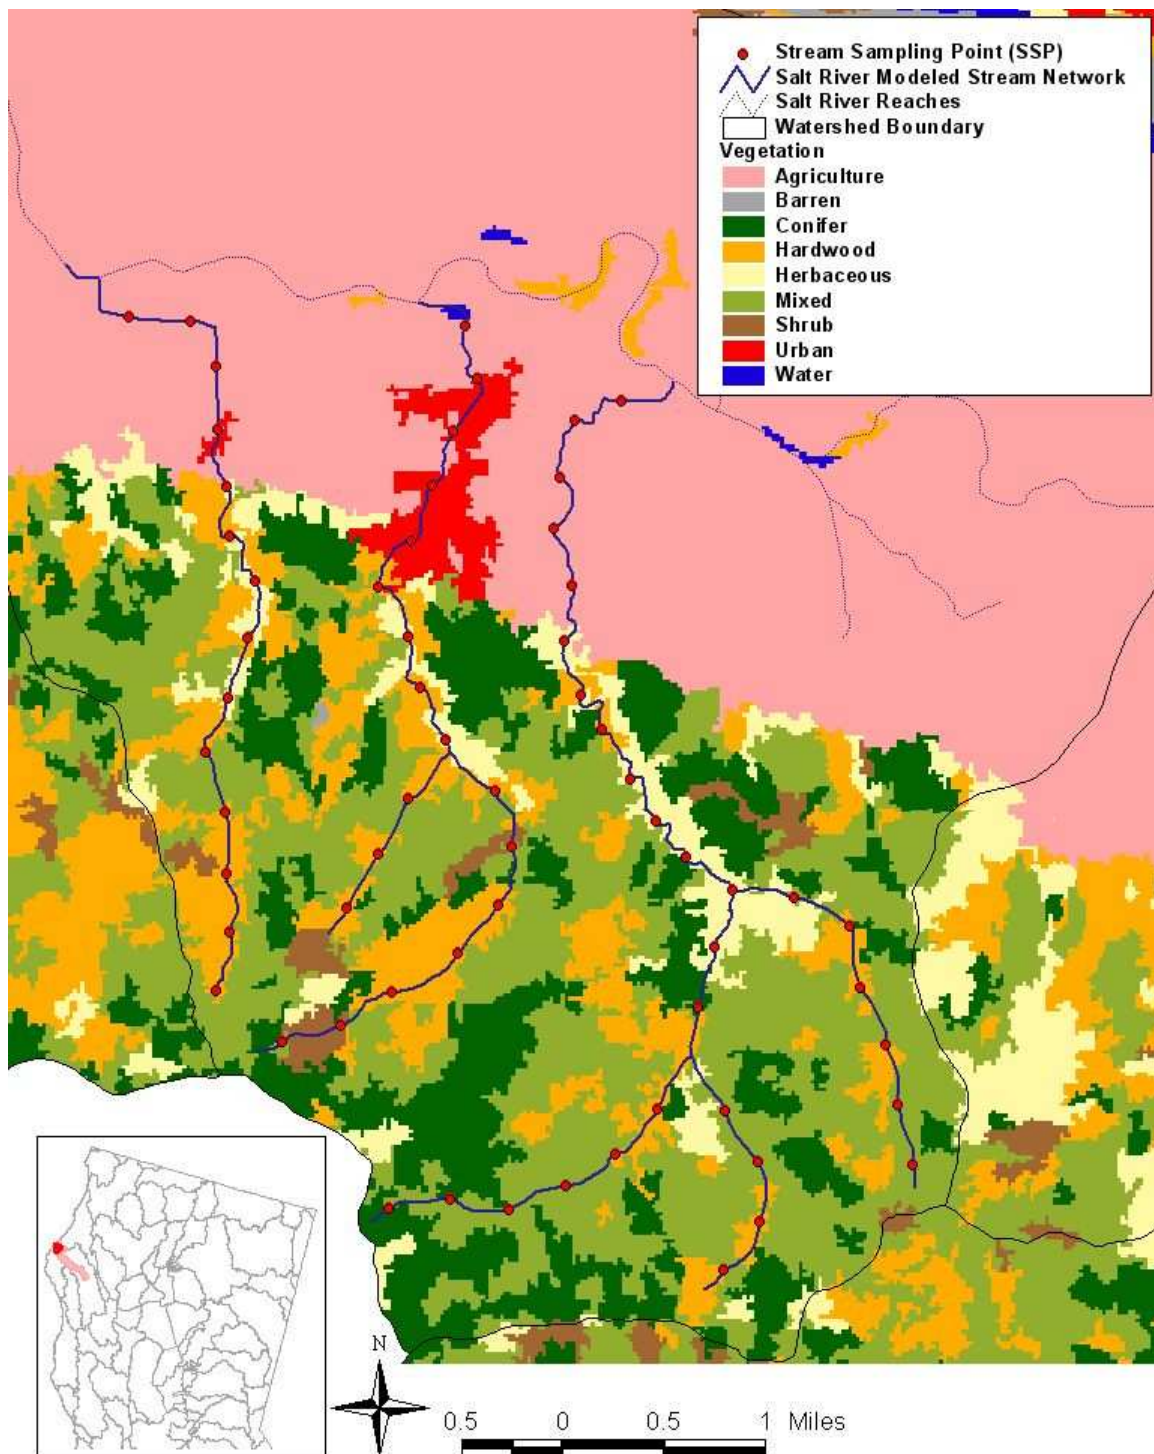 Stream Sampling Point (SSP)
Salt River Modeled Stream Network
Salt River Reaches
Watershed Boundary
Vegetation
Agriculture
Barren
Conifer
Hardwood
Herbaceous
Mixed
Shrub
Urban
Water
N
0.5 0 0.5 1 Miles